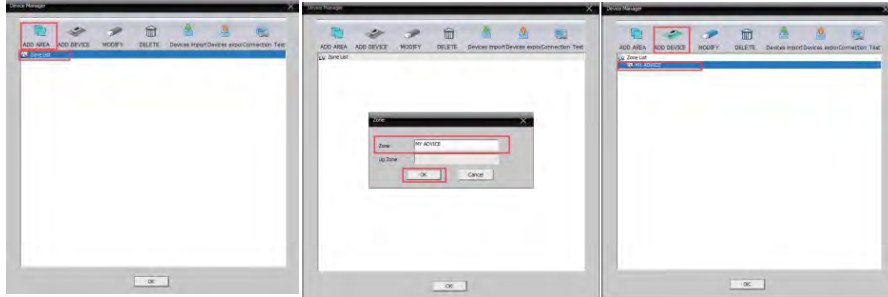 Device Manager
ADD AREA ADD DEVICE MODIFY DELETE Devices import Devices export Connection Test
Zone List
OK
Device Manager
ADD AREA ADD DEVICE MODIFY DELETE Devices import Devices export Connection Test
Zone List
Zone
Zone MY ADVICE
Up Zone
OK Cancel
OK
Device Manager
ADD AREA ADD DEVICE MODIFY DELETE Devices import Devices export Connection Test
Zone List
MY ADVICE
OK